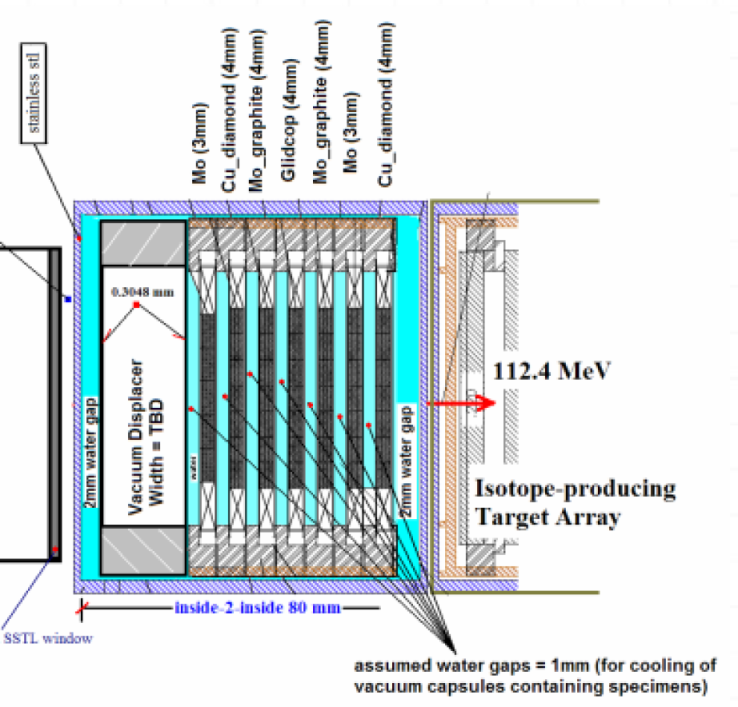 stainless stl
Mo (3mm)
Cu_diamond (4mm)
Mo_graphite (4mm)
Glidcop (4mm)
Mo_graphite (4mm)
Mo (3mm)
Cu_diamond (4mm)
0.3048 mm
2mm water gap
Vacuum Displacer
Width = TBD
water
2mm water gap
112.4 MeV
Isotope-producing
Target Array
inside-2-inside 80 mm
SSTL window
assumed water gaps = 1mm (for cooling of
vacuum capsules containing specimens)